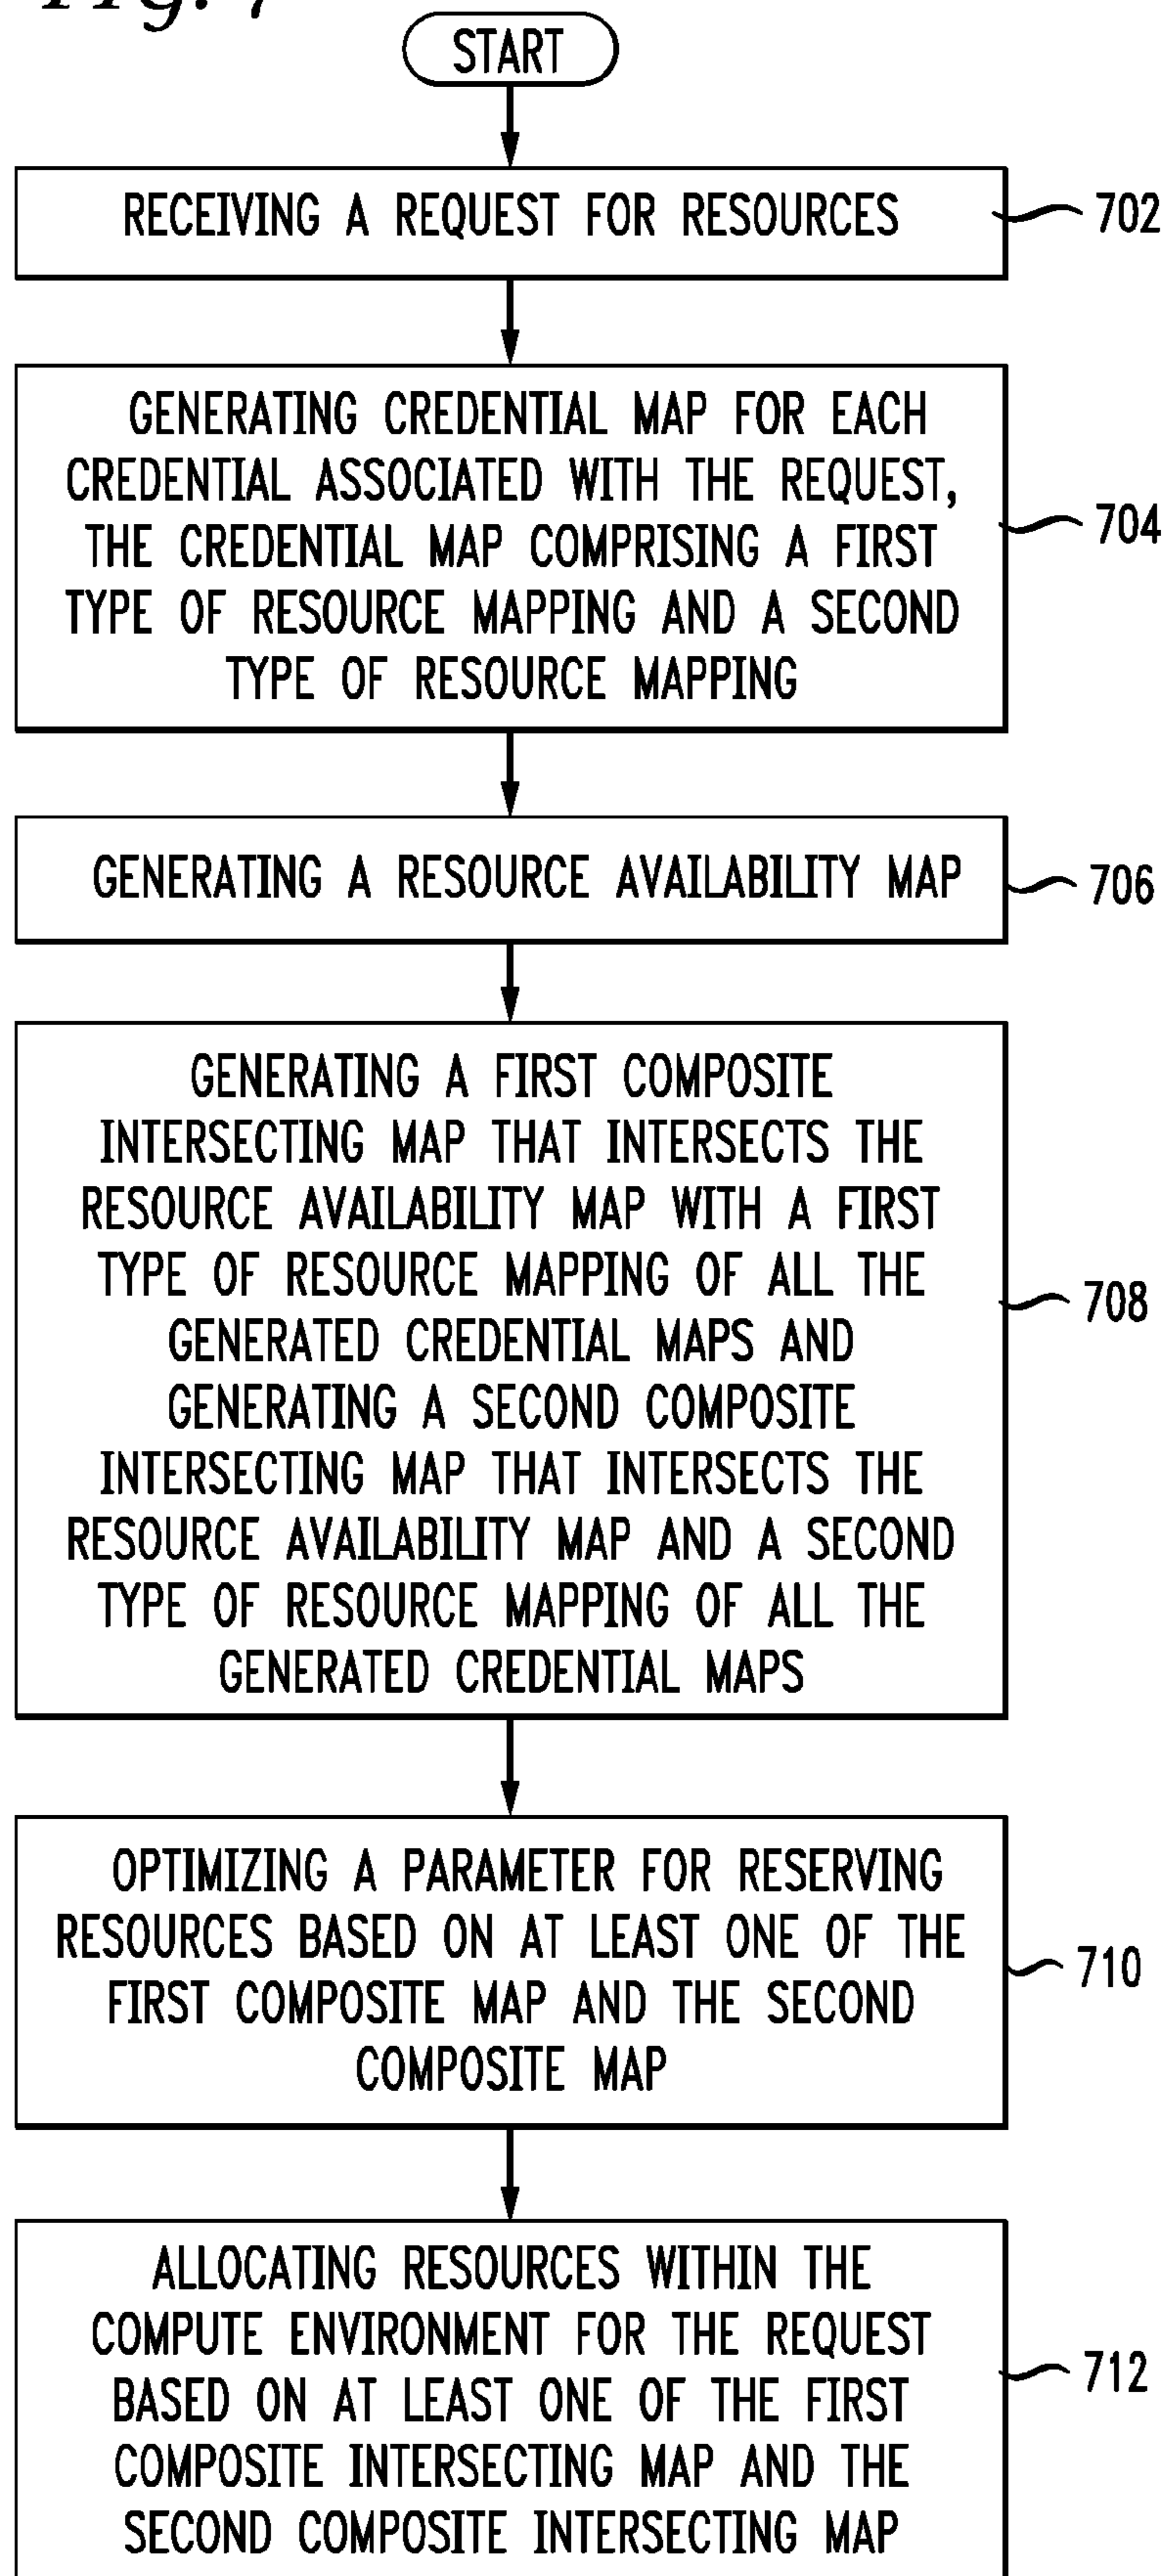 Fig. 7
START
RECEIVING A REQUEST FOR RESOURCES
702
GENERATING CREDENTIAL MAP FOR EACH
CREDENTIAL ASSOCIATED WITH THE REQUEST,
THE CREDENTIAL MAP COMPRISING A FIRST
TYPE OF RESOURCE MAPPING AND A SECOND
TYPE OF RESOURCE MAPPING
704
GENERATING A RESOURCE AVAILABILITY MAP
706
GENERATING A FIRST COMPOSITE
INTERSECTING MAP THAT INTERSECTS THE
RESOURCE AVAILABILITY MAP WITH A FIRST
TYPE OF RESOURCE MAPPING OF ALL THE
GENERATED CREDENTIAL MAPS AND
GENERATING A SECOND COMPOSITE
INTERSECTING MAP THAT INTERSECTS THE
RESOURCE AVAILABILITY MAP AND A SECOND
TYPE OF RESOURCE MAPPING OF ALL THE
GENERATED CREDENTIAL MAPS
708
OPTIMIZING A PARAMETER FOR RESERVING
RESOURCES BASED ON AT LEAST ONE OF THE
FIRST COMPOSITE MAP AND THE SECOND
COMPOSITE MAP
710
ALLOCATING RESOURCES WITHIN THE
COMPUTE ENVIRONMENT FOR THE REQUEST
BASED ON AT LEAST ONE OF THE FIRST
COMPOSITE INTERSECTING MAP AND THE
SECOND COMPOSITE INTERSECTING MAP
712